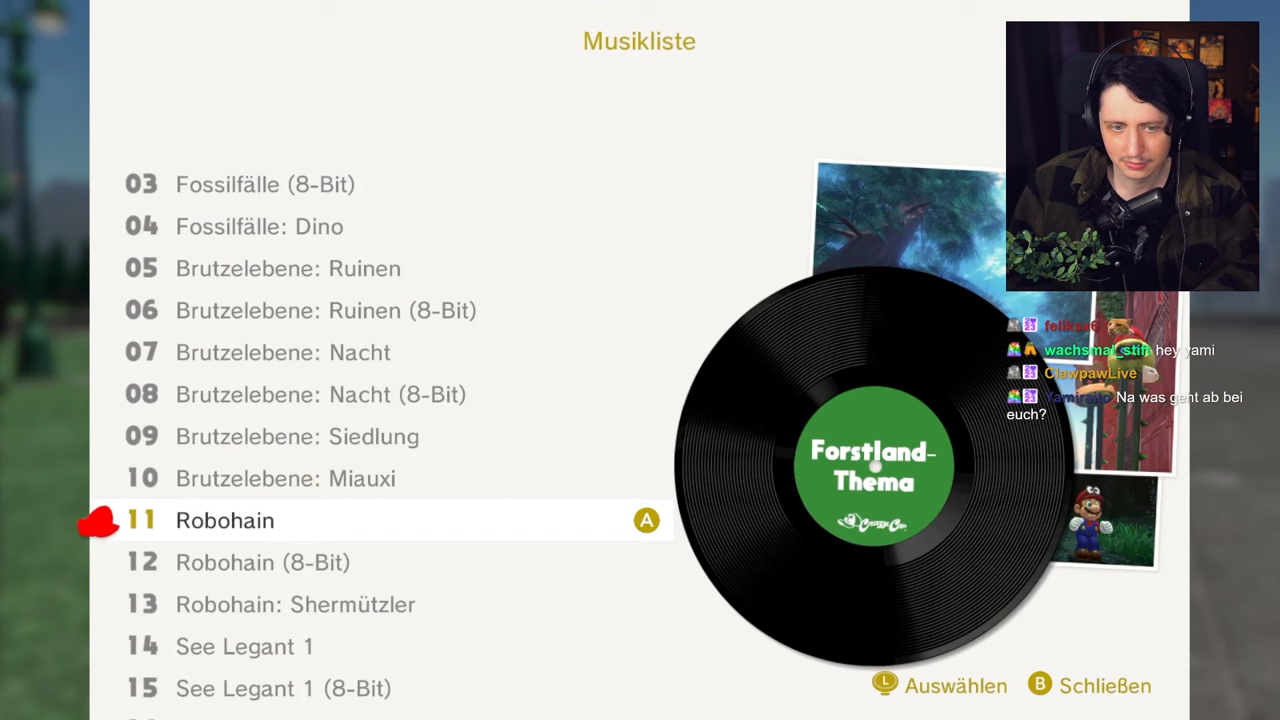 Musikliste
03 Fossilfälle (8-Bit)
04 Fossilfälle: Dino
05 Brutzelebene: Ruinen
06 Brutzelebene: Ruinen (8-Bit)
07 Brutzelebene: Nacht
08 Brutzelebene: Nacht (8-Bit)
09 Brutzelebene: Siedlung
10 Brutzelebene: Miauxi
11 Robohain A
12 Robohain (8-Bit)
13 Robohain: Shermützler
14 See Legant 1
15 See Legant 1 (8-Bit)
Forstland-
Thema
Crazy Cap
L Auswählen B Schließen
wachsmal_stift hey yami
ClawpawLive
Na was geht ab bei
euch?